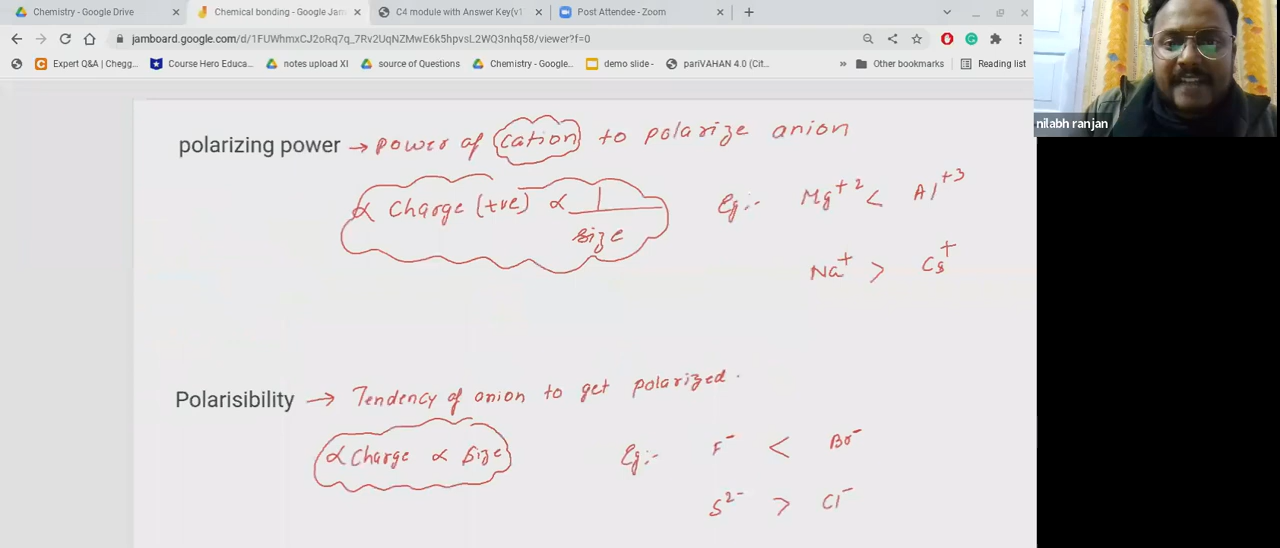 Chemistry - Google Drive
Chemical bonding - Google Jam
C4 module with Answer Key(v1
Post Attendee - Zoom
jamboard.google.com/d/1FUWhmxCJ2oRq7q_7Rv2UqNZMwE6k5hpvsL2WQ3nhq58/viewer?f=0
Expert Q&A | Chegg...
Course Hero Educa...
notes upload XI
source of Questions
Chemistry - Google...
demo slide -
pariVAHAN 4.0 (Cit...
»
Other bookmarks
Reading list
nilabh ranjan
polarizing power → power of cation to polarize anion
∝ charge (+ve) ∝ 1/size
Eg:- Mg+2 < Al+3
Na+ > Cs+
Polarisibility → Tendency of anion to get polarized.
∝ charge ∝ size
Eg:- F- < Br-
S2- > Cl-